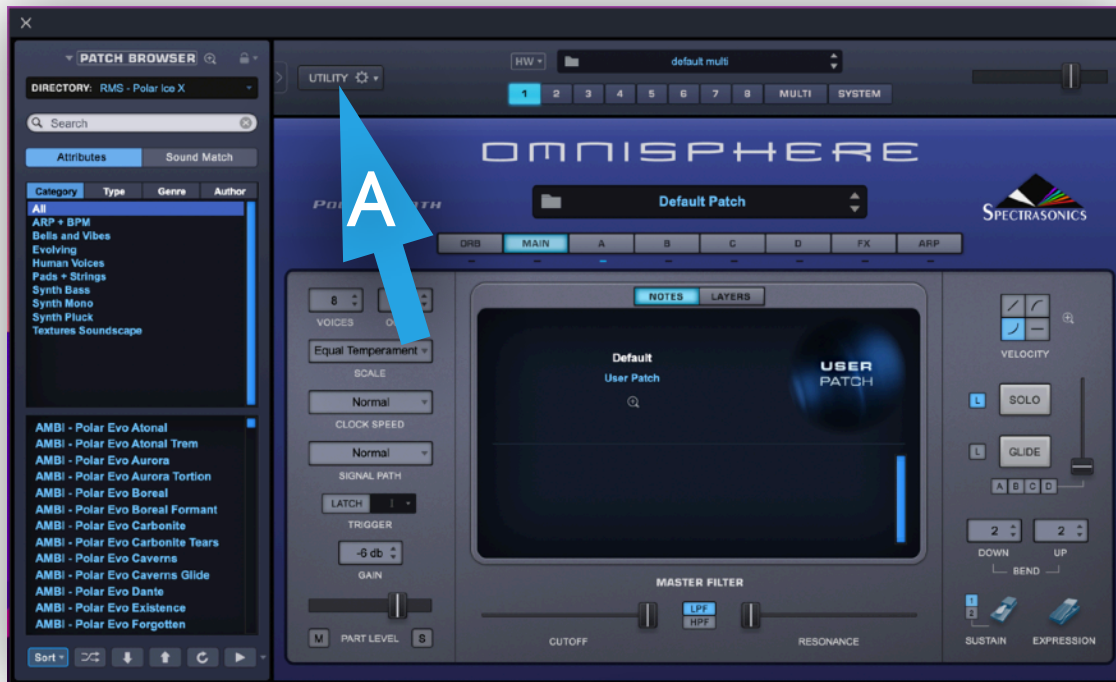 PATCH BROWSER
DIRECTORY: RMS - Polar Ice X
Search
Attributes Sound Match
Category Type Genre Author
All
ARP + BPM
Bells and Vibes
Evolving
Human Voices
Pads + Strings
Synth Bass
Synth Mono
Synth Pluck
Textures Soundscape
AMBI - Polar Evo Atonal
AMBI - Polar Evo Atonal Trem
AMBI - Polar Evo Aurora
AMBI - Polar Evo Aurora Tortion
AMBI - Polar Evo Boreal
AMBI - Polar Evo Boreal Formant
AMBI - Polar Evo Carbonite
AMBI - Polar Evo Carbonite Tears
AMBI - Polar Evo Caverns
AMBI - Polar Evo Caverns Glide
AMBI - Polar Evo Dante
AMBI - Polar Evo Existence
AMBI - Polar Evo Forgotten
Sort
UTILITY
HW default multi
1 2 3 4 5 6 7 8 MULTI SYSTEM
A
OMNISPHERE
Default Patch
SPECTRASONICS
ORB MAIN A B C D FX ARP
8
VOICES
Equal Temperament
SCALE
Normal
CLOCK SPEED
Normal
SIGNAL PATH
LATCH
TRIGGER
-6 db
GAIN
M PART LEVEL S
NOTES LAYERS
Default
User Patch
USER
PATCH
MASTER FILTER
LPF
HPF
CUTOFF RESONANCE
VELOCITY
L SOLO
L GLIDE
A B C D
2 2
DOWN UP
BEND
1
2
SUSTAIN EXPRESSION